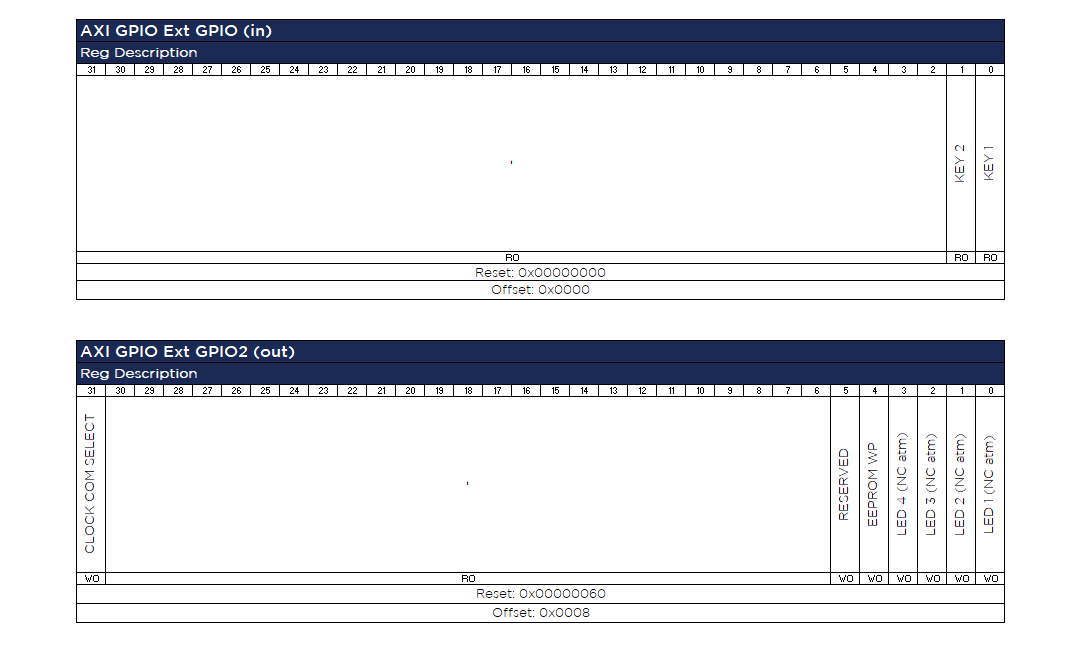 AXI GPIO Ext GPIO (in)
Reg Description
31 30 29 28 27 26 25 24 23 22 21 20 19 18 17 16 15 14 13 12 11 10 9 8 7 6 5 4 3 2 1 0
' KEY 2 KEY 1
RO RO RO
Reset: 0x00000000
Offset: 0x0000
AXI GPIO Ext GPIO2 (out)
Reg Description
31 30 29 28 27 26 25 24 23 22 21 20 19 18 17 16 15 14 13 12 11 10 9 8 7 6 5 4 3 2 1 0
CLOCK COM SELECT ' RESERVED EEPROM WP LED 4 (NC atm) LED 3 (NC atm) LED 2 (NC atm) LED 1 (NC atm)
WO RO WO WO WO WO WO WO
Reset: 0x00000060
Offset: 0x0008